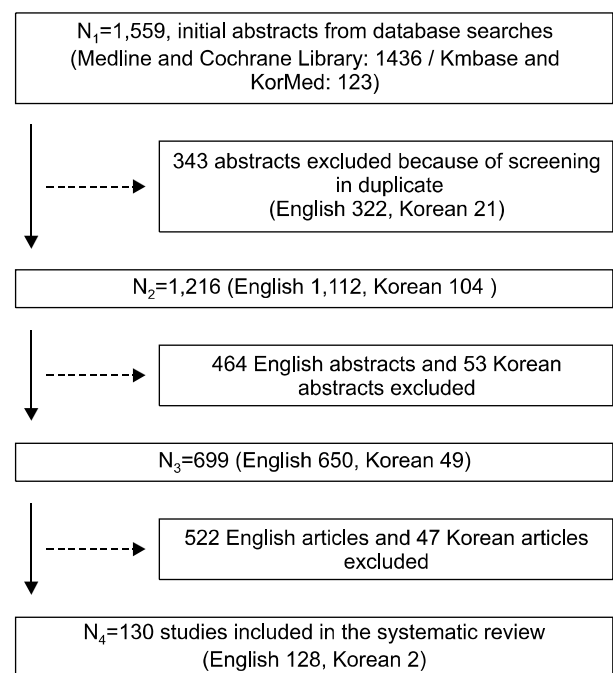 N₁=1,559, initial abstracts from database searches
(Medline and Cochrane Library: 1436 / Kmbase and
KorMed: 123)
343 abstracts excluded because of screening
in duplicate
(English 322, Korean 21)
N₂=1,216 (English 1,112, Korean 104 )
464 English abstracts and 53 Korean
abstracts excluded
N₃=699 (English 650, Korean 49)
522 English articles and 47 Korean articles
excluded
N₄=130 studies included in the systematic review
(English 128, Korean 2)